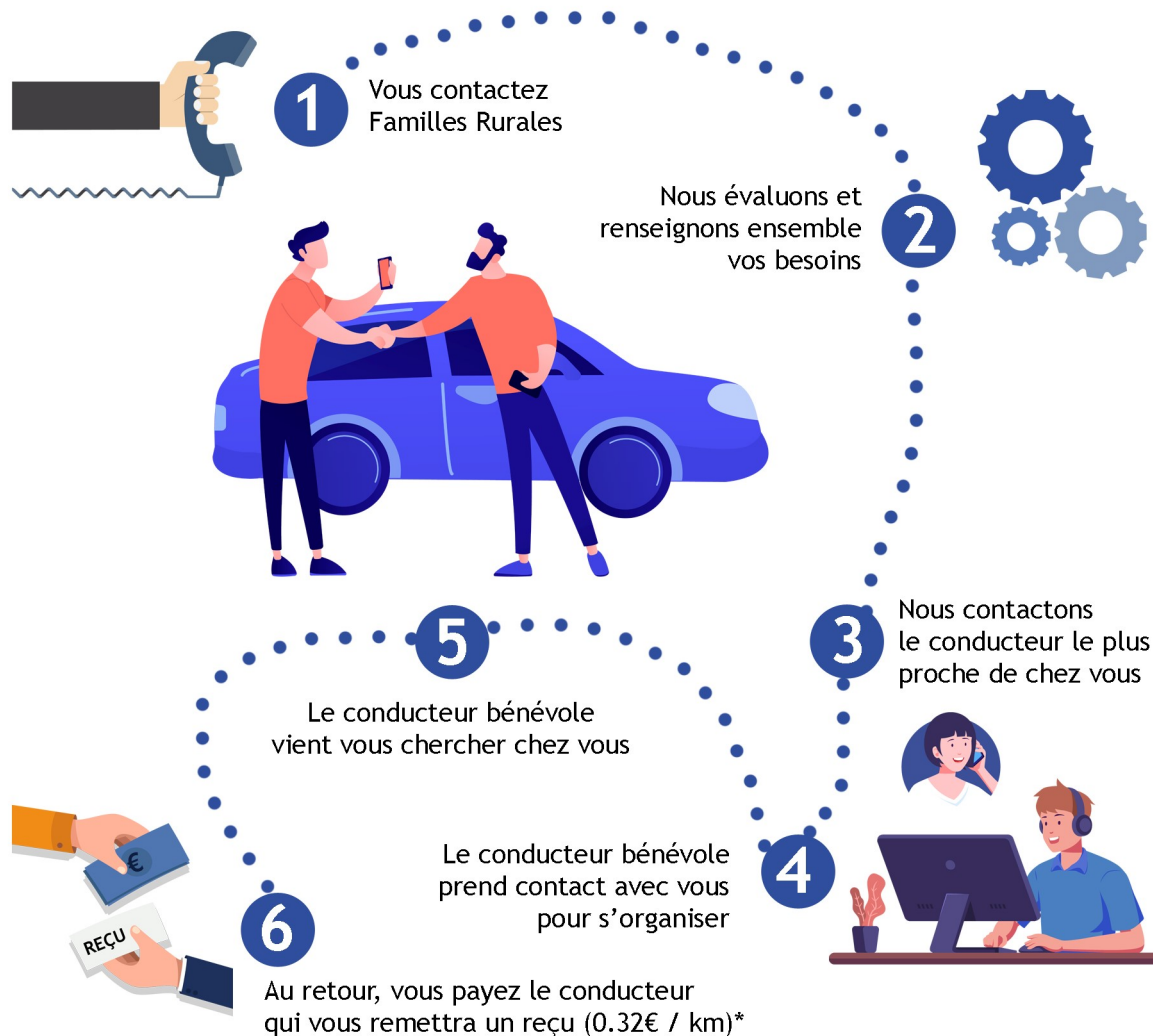 1
Vous contactez
Familles Rurales
2
Nous évaluons et
renseignons ensemble
vos besoins
3
Nous contactons
le conducteur le plus
proche de chez vous
4
Le conducteur bénévole
prend contact avec vous
pour s’organiser
5
Le conducteur bénévole
vient vous chercher chez vous
€
REÇU
6
Au retour, vous payez le conducteur
qui vous remettra un reçu (0.32€ / km)*